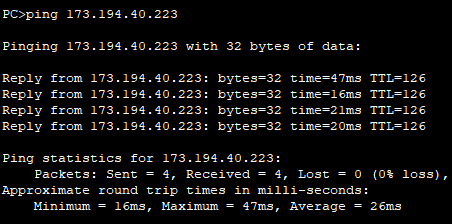 PC>ping 173.194.40.223
Pinging 173.194.40.223 with 32 bytes of data:
Reply from 173.194.40.223: bytes=32 time=47ms TTL=126
Reply from 173.194.40.223: bytes=32 time=16ms TTL=126
Reply from 173.194.40.223: bytes=32 time=21ms TTL=126
Reply from 173.194.40.223: bytes=32 time=20ms TTL=126
Ping statistics for 173.194.40.223:
Packets: Sent = 4, Received = 4, Lost = 0 (0% loss),
Approximate round trip times in milli-seconds:
Minimum = 16ms, Maximum = 47ms, Average = 26ms